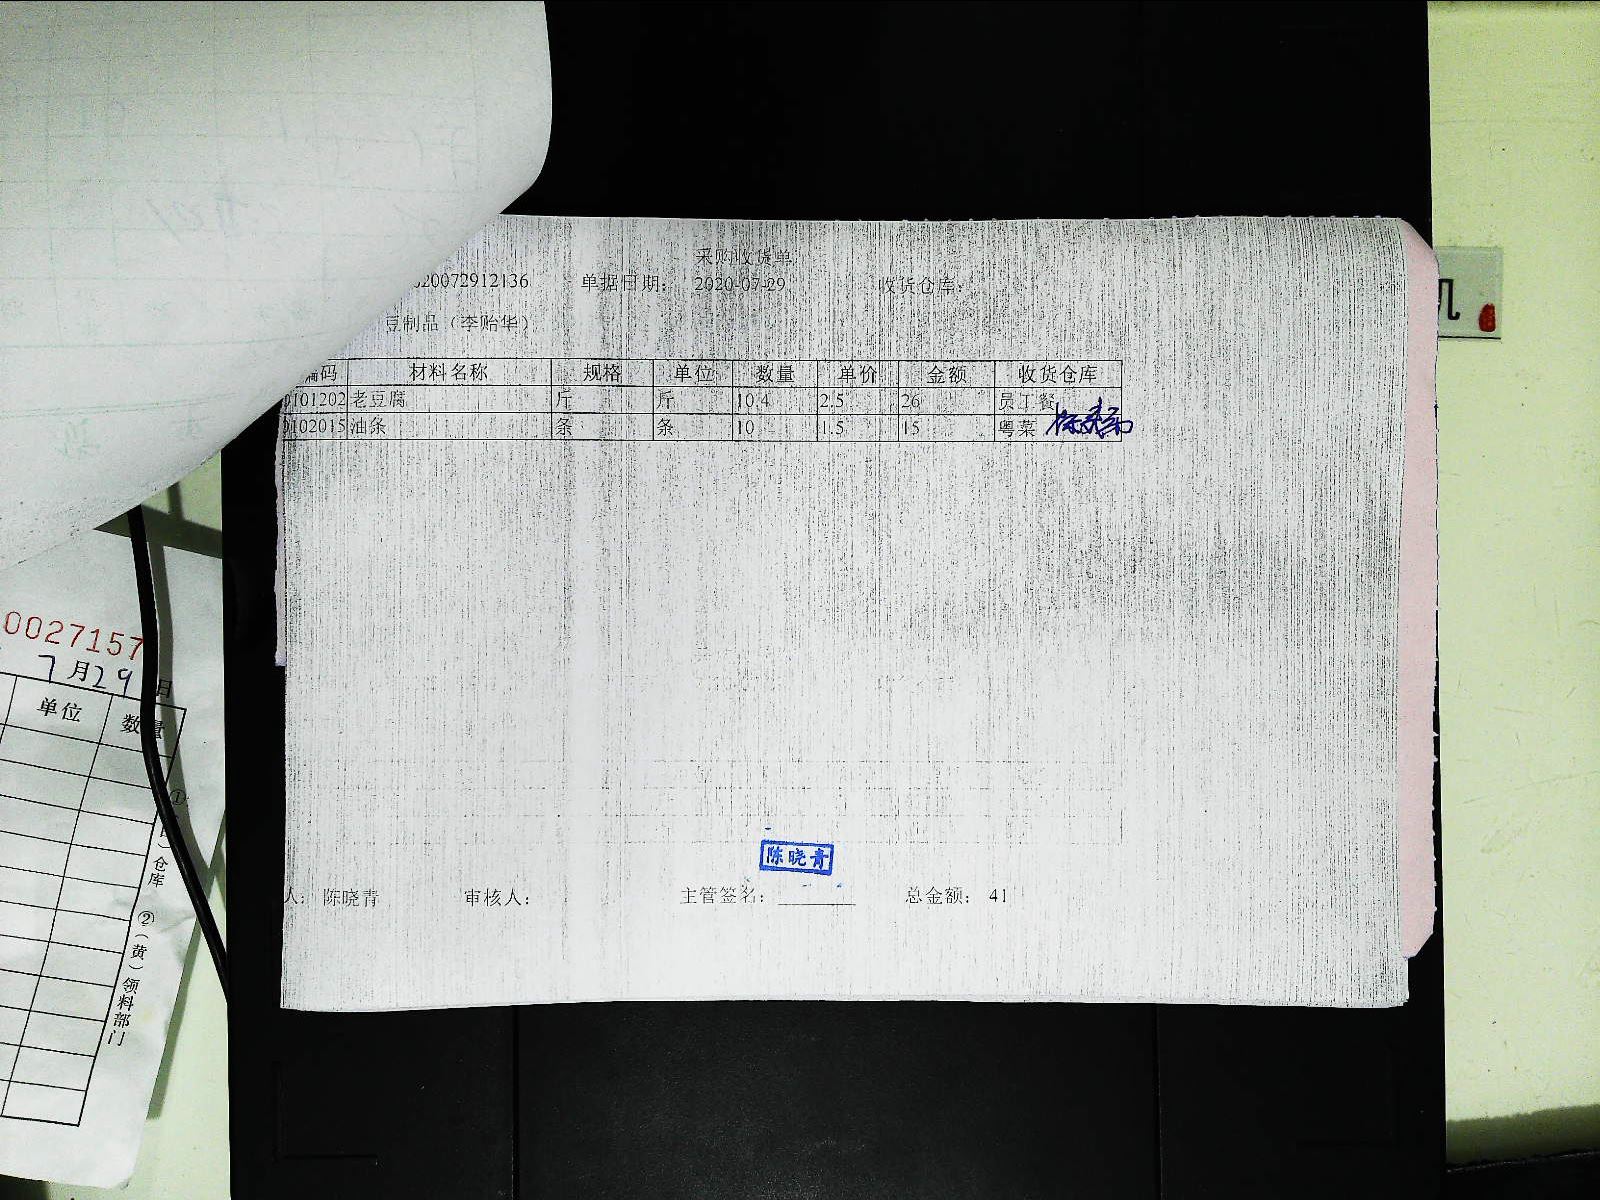 采购收货单
20072912136 单据日期： 2020-07-29 收货仓库：
豆制品（李贻华）
编码 材料名称 规格 单位 数量 单价 金额 收货仓库
0101202 老豆腐 斤 斤 10.4 2.5 26 员工餐
0102015 油条 条 条 10 1.5 15 粤菜
陈晓青
人： 陈晓青 审核人： 主管签名： 总金额： 41
机
0027157
7月29日
单位 数量
仓库 ②（黄）领料部门